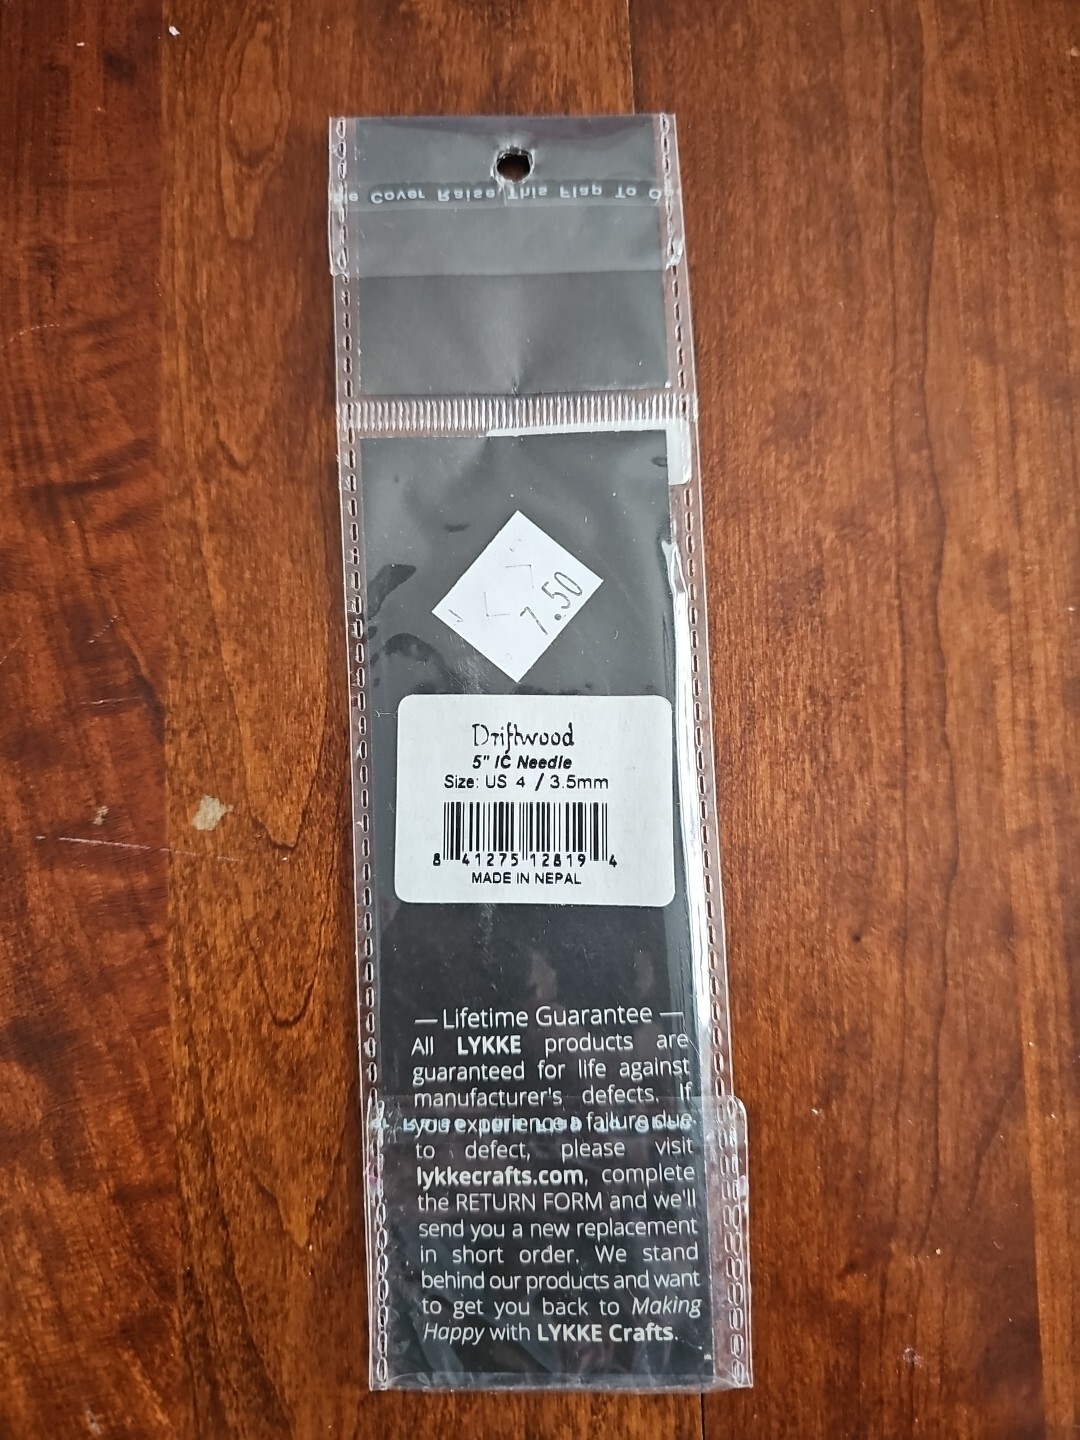 Cover Raise This Flap To
7.50
Driftwood
5" IC Needle
Size: US 4 / 3.5mm
8 41275 12819 4
MADE IN NEPAL
— Lifetime Guarantee —
All LYKKE products are
guaranteed for life against
manufacturer's defects. If
you experience a failure due
to defect, please visit
lykkecrafts.com, complete
the RETURN FORM and we'll
send you a new replacement
in short order. We stand
behind our products and want
to get you back to Making
Happy with LYKKE Crafts.